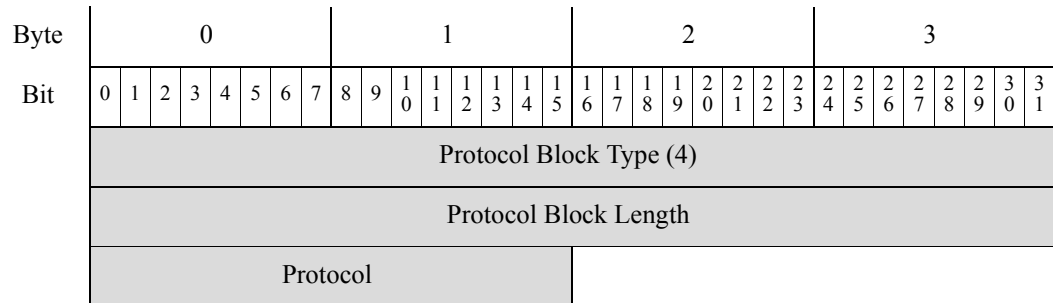 Byte 0 1 2 3
Bit 0 1 2 3 4 5 6 7 8 9 10 11 12 13 14 15 16 17 18 19 20 21 22 23 24 25 26 27 28 29 30 31
Protocol Block Type (4)
Protocol Block Length
Protocol